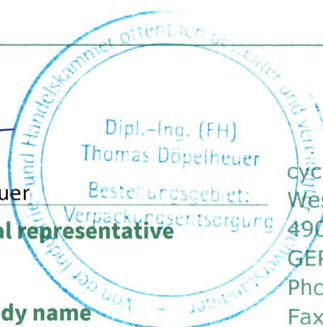 Von der Industrie- und Handelskammer öffentlich bestellter und vereidigter Sachverständiger
Dipl.-Ing. (FH)
Thomas Döpelheuer
Bestellungsgebiet:
Verpackungsentsorgung
uer
al representative
dy name
cyc
Wes
490
GER
Pho
Fax